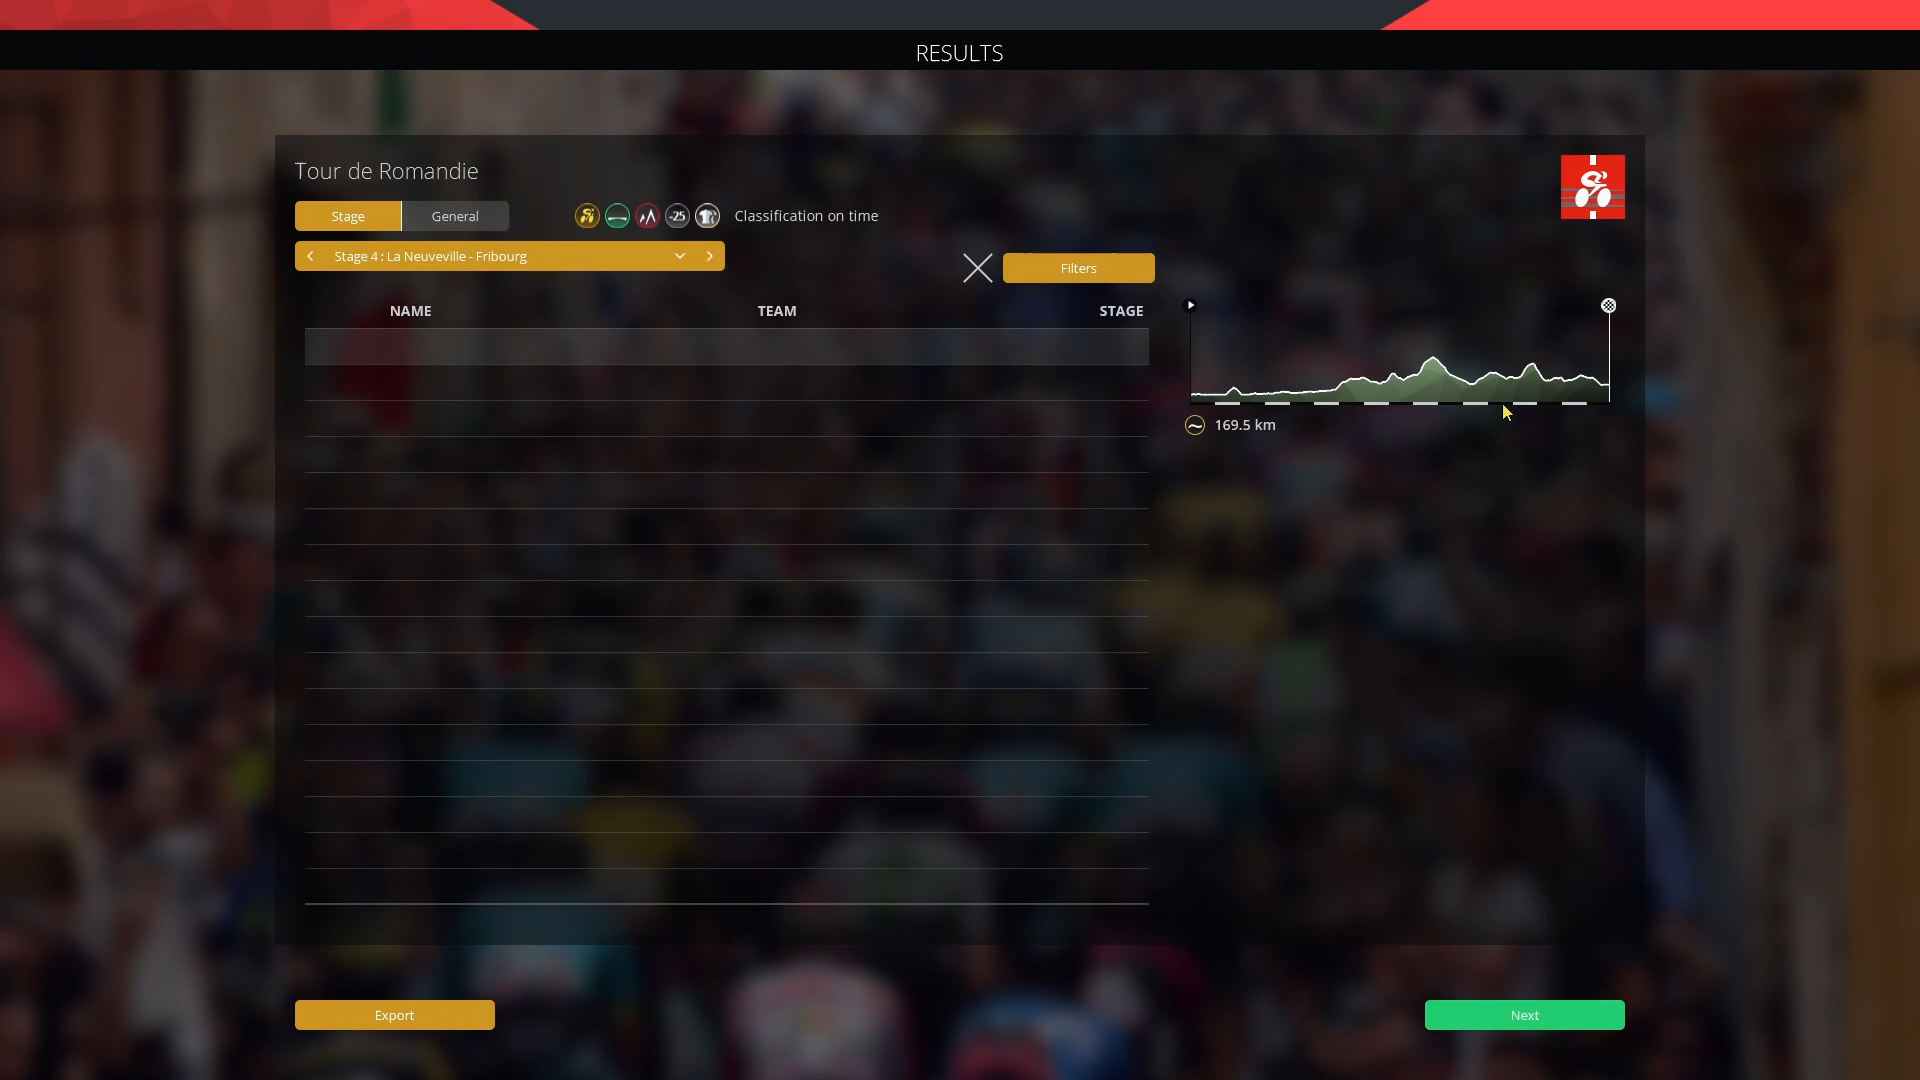 RESULTS
Tour de Romandie
Stage General
-25
Classification on time
Stage 4 : La Neuveville - Fribourg
Filters
NAME TEAM STAGE
169.5 km
Export
Next